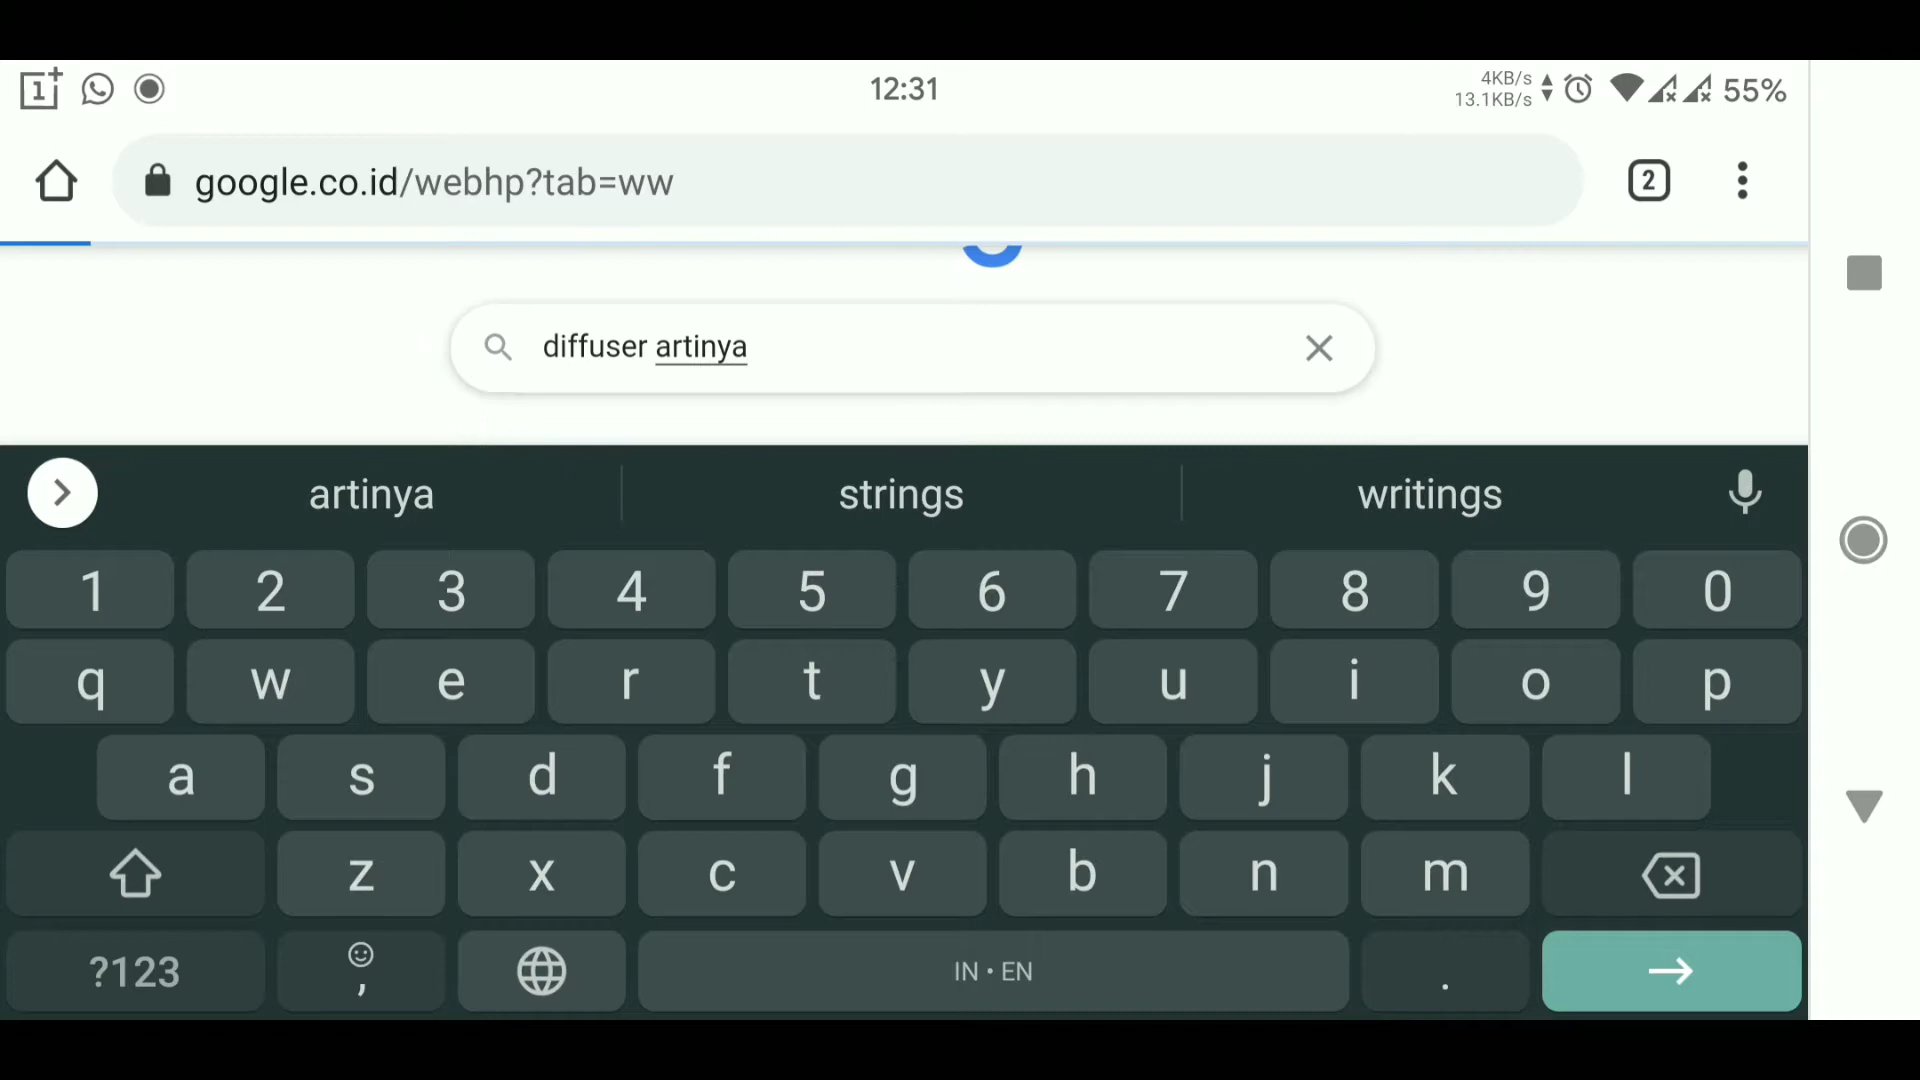 12:31
4KB/s
13.1KB/s
55%
google.co.id/webhp?tab=ww
2
diffuser artinya
artinya strings writings
1 2 3 4 5 6 7 8 9 0
q w e r t y u i o p
a s d f g h j k l
z x c v b n m
?123 , IN • EN .